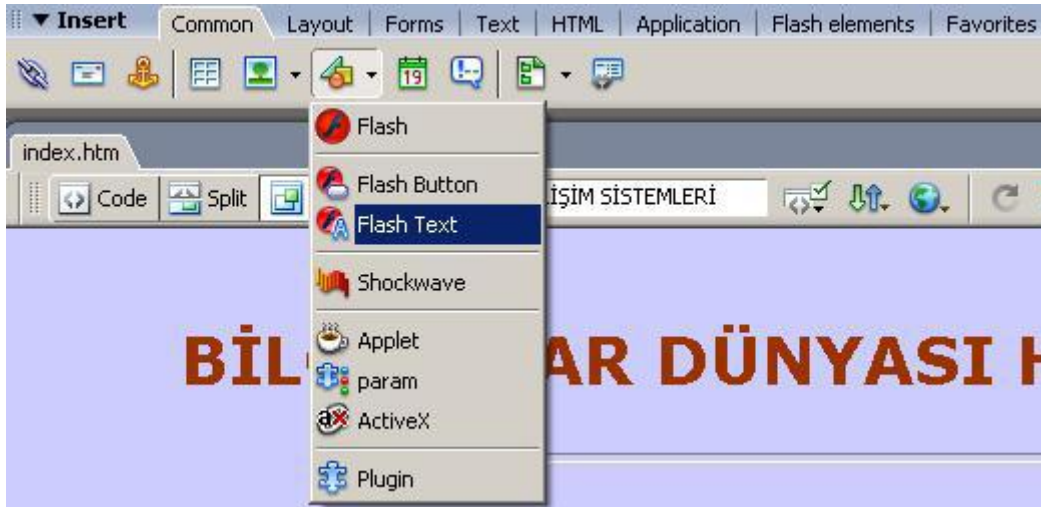 ▼ Insert Common Layout | Forms | Text | HTML | Application | Flash elements | Favorites
19
Flash
index.htm
Flash Button
Code Split İŞİM SİSTEMLERİ
Flash Text
Shockwave
Applet
BİL AR DÜNYASI H
param
ActiveX
Plugin